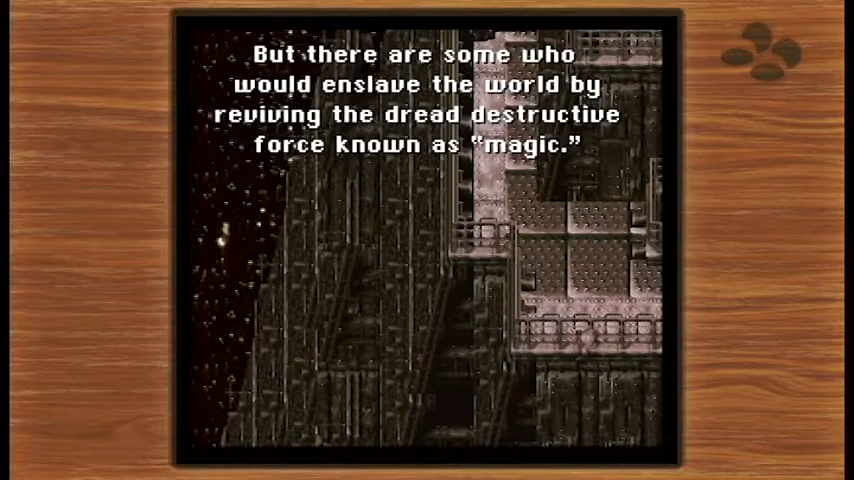 But there are some who
would enslave the world by
reviving the dread destructive
force known as "magic."